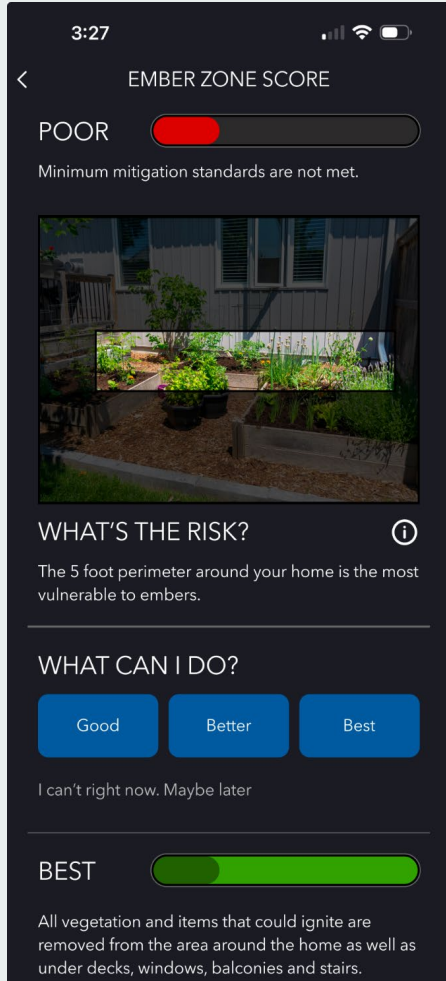 3:27
EMBER ZONE SCORE
POOR
Minimum mitigation standards are not met.
WHAT'S THE RISK?
The 5 foot perimeter around your home is the most
vulnerable to embers.
WHAT CAN I DO?
Good Better Best
I can't right now. Maybe later
BEST
All vegetation and items that could ignite are
removed from the area around the home as well as
under decks, windows, balconies and stairs.